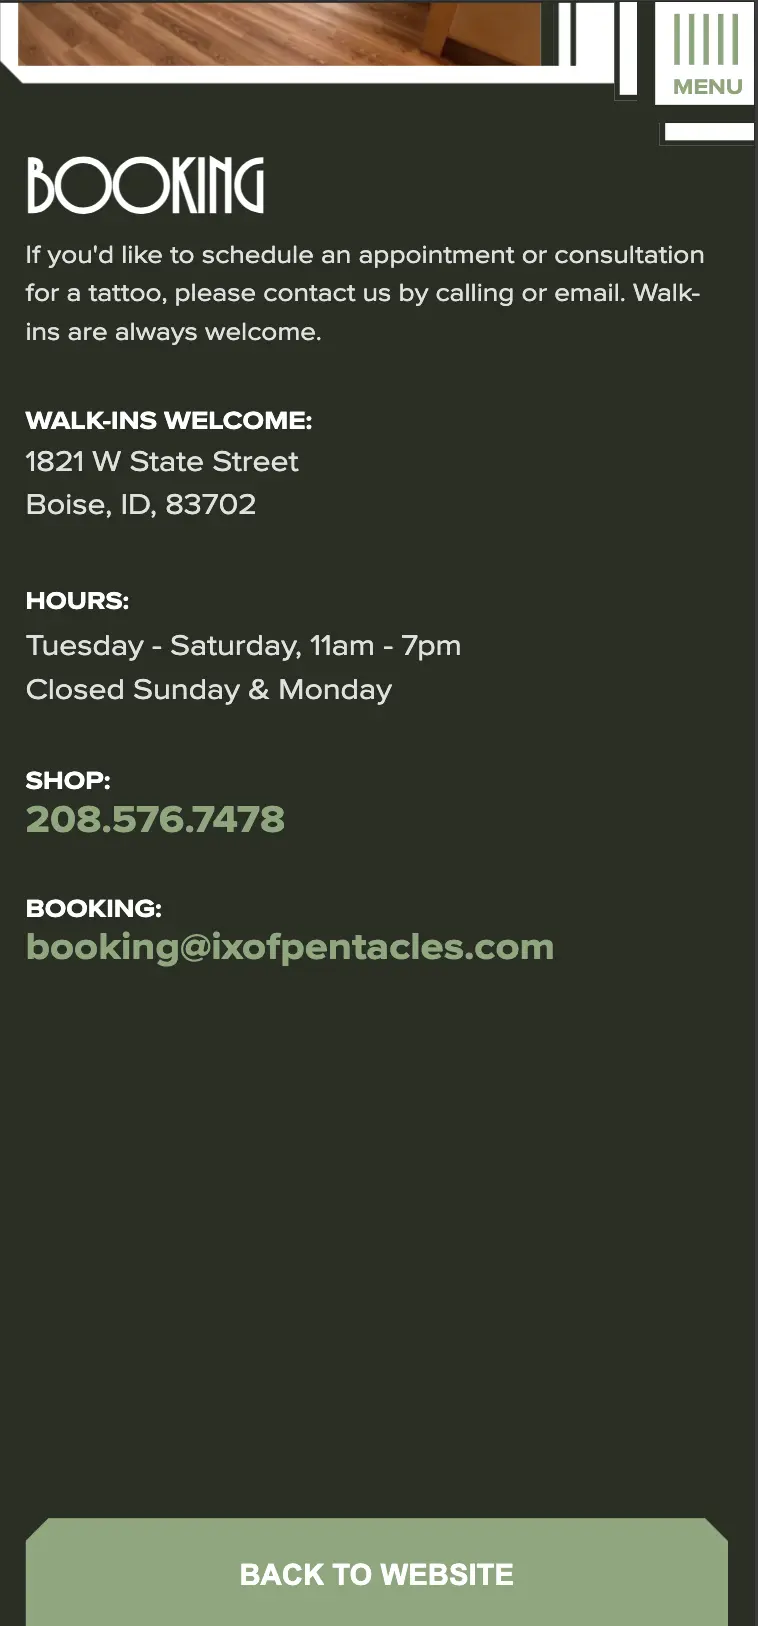 MENU
BOOKING
If you'd like to schedule an appointment or consultation
for a tattoo, please contact us by calling or email. Walk-
ins are always welcome.
WALK-INS WELCOME:
1821 W State Street
Boise, ID, 83702
HOURS:
Tuesday - Saturday, 11am - 7pm
Closed Sunday & Monday
SHOP:
208.576.7478
BOOKING:
booking@ixofpentacles.com
BACK TO WEBSITE